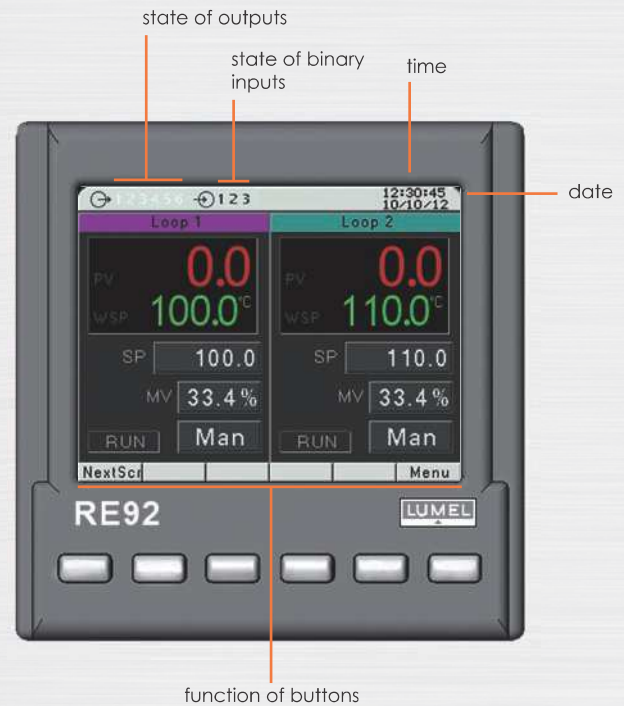 state of outputs
state of binary
inputs
time
date
123456 123
12:30:45
10/10/12
Loop 1
Loop 2
PV 0.0
WSP 100.0°C
SP 100.0
MV 33.4%
RUN Man
PV 0.0
WSP 110.0°C
SP 110.0
MV 33.4%
RUN Man
NextScr
Menu
RE92
LUMEL
function of buttons